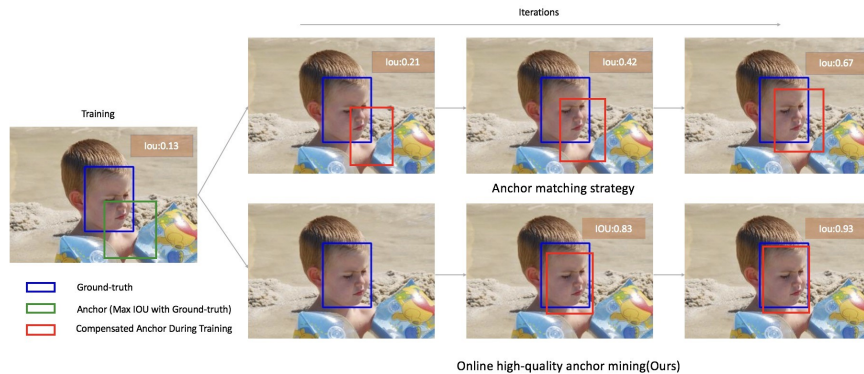 Iterations
Iou:0.21
Iou:0.42
Iou:0.67
Training
Iou:0.13
Anchor matching strategy
IOU:0.83
Iou:0.93
Ground-truth
Anchor (Max IOU with Ground-truth)
Compensated Anchor During Training
Online high-quality anchor mining(Ours)